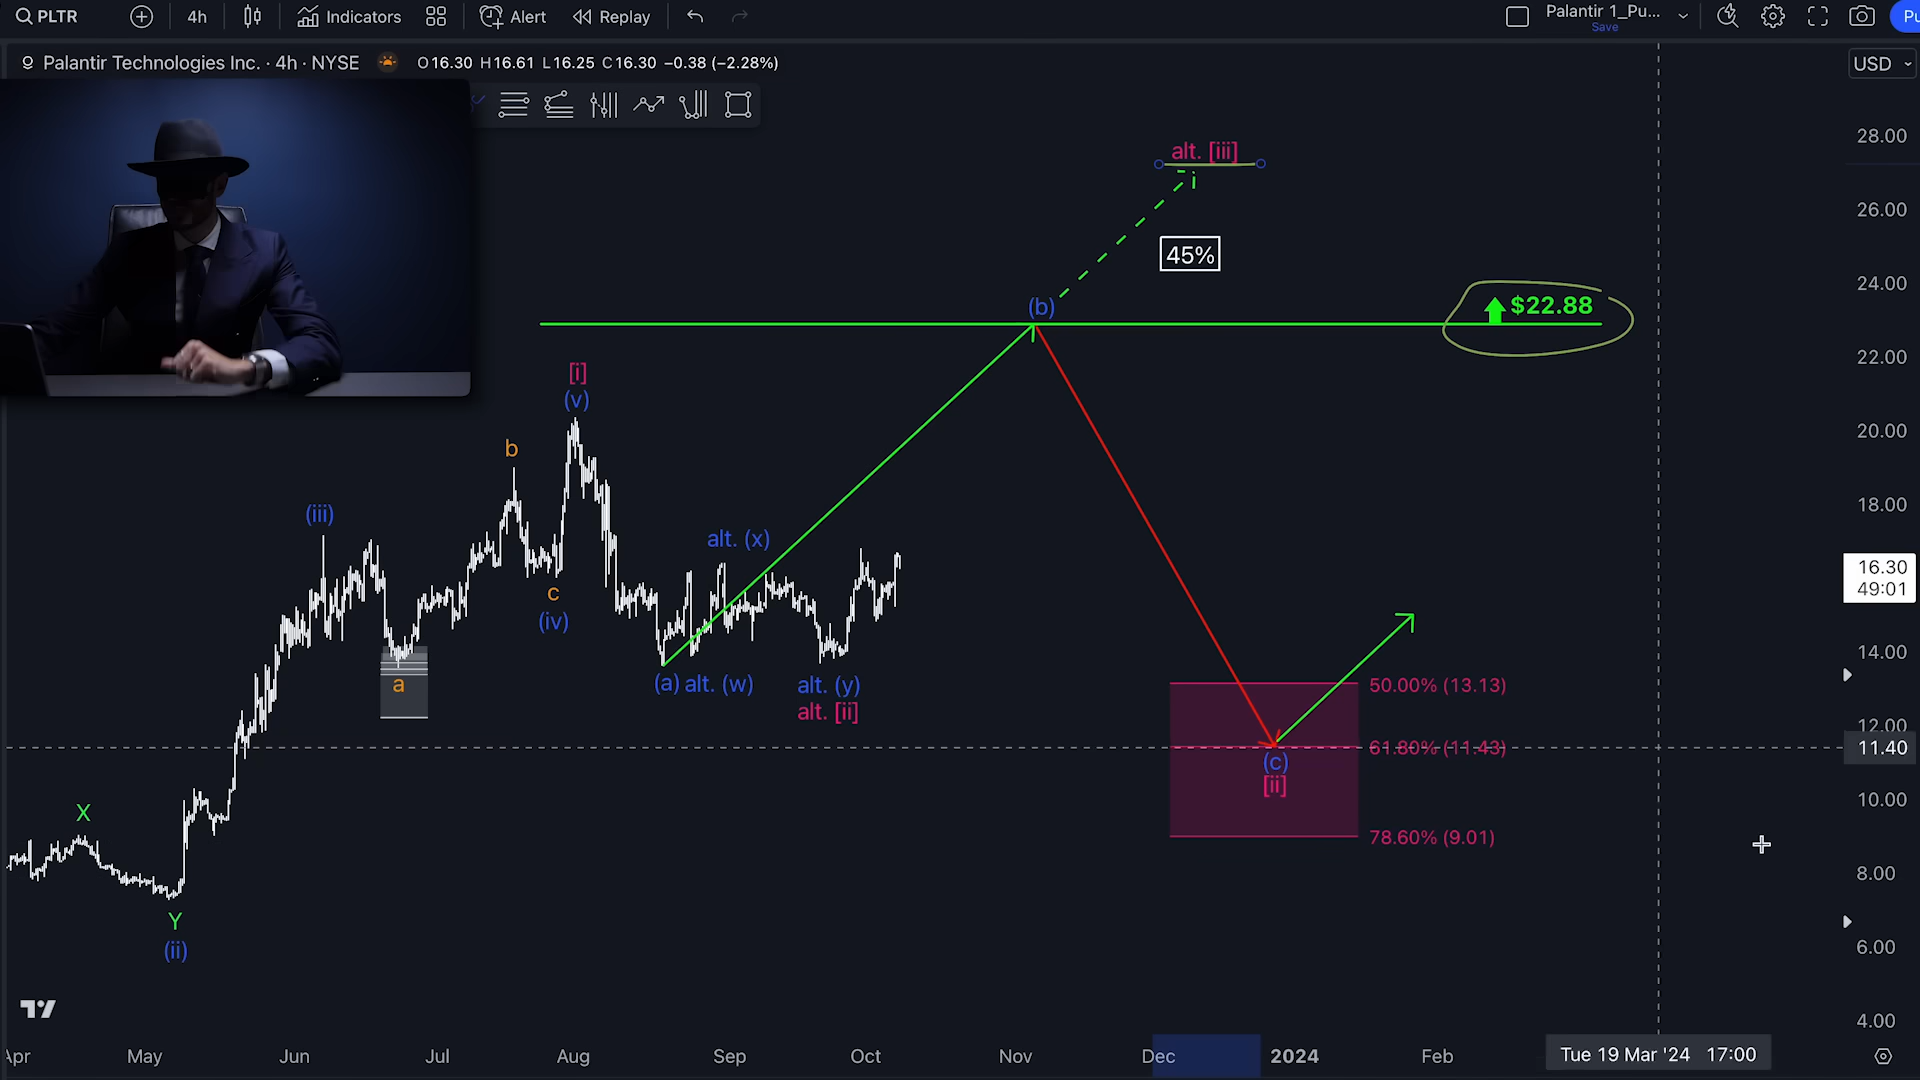 PLTR 4h Indicators Alert Replay Palantir 1_Pu... Save Pu
Palantir Technologies Inc. · 4h · NYSE O16.30 H16.61 L16.25 C16.30 −0.38 (−2.28%) USD
28.00
alt. [iii]
i
26.00
45%
24.00
(b)
$22.88
22.00
[i]
(v)
20.00
b
18.00
(iii)
alt. (x)
16.30
49:01
c
(iv)
14.00
a
(a) alt. (w)
alt. (y)
alt. [ii]
50.00% (13.13)
12.00
61.80% (11.43)
11.40
(c)
[ii]
10.00
X
78.60% (9.01)
8.00
Y
(ii)
6.00
4.00
Apr May Jun Jul Aug Sep Oct Nov Dec 2024 Feb Tue 19 Mar '24 17:00